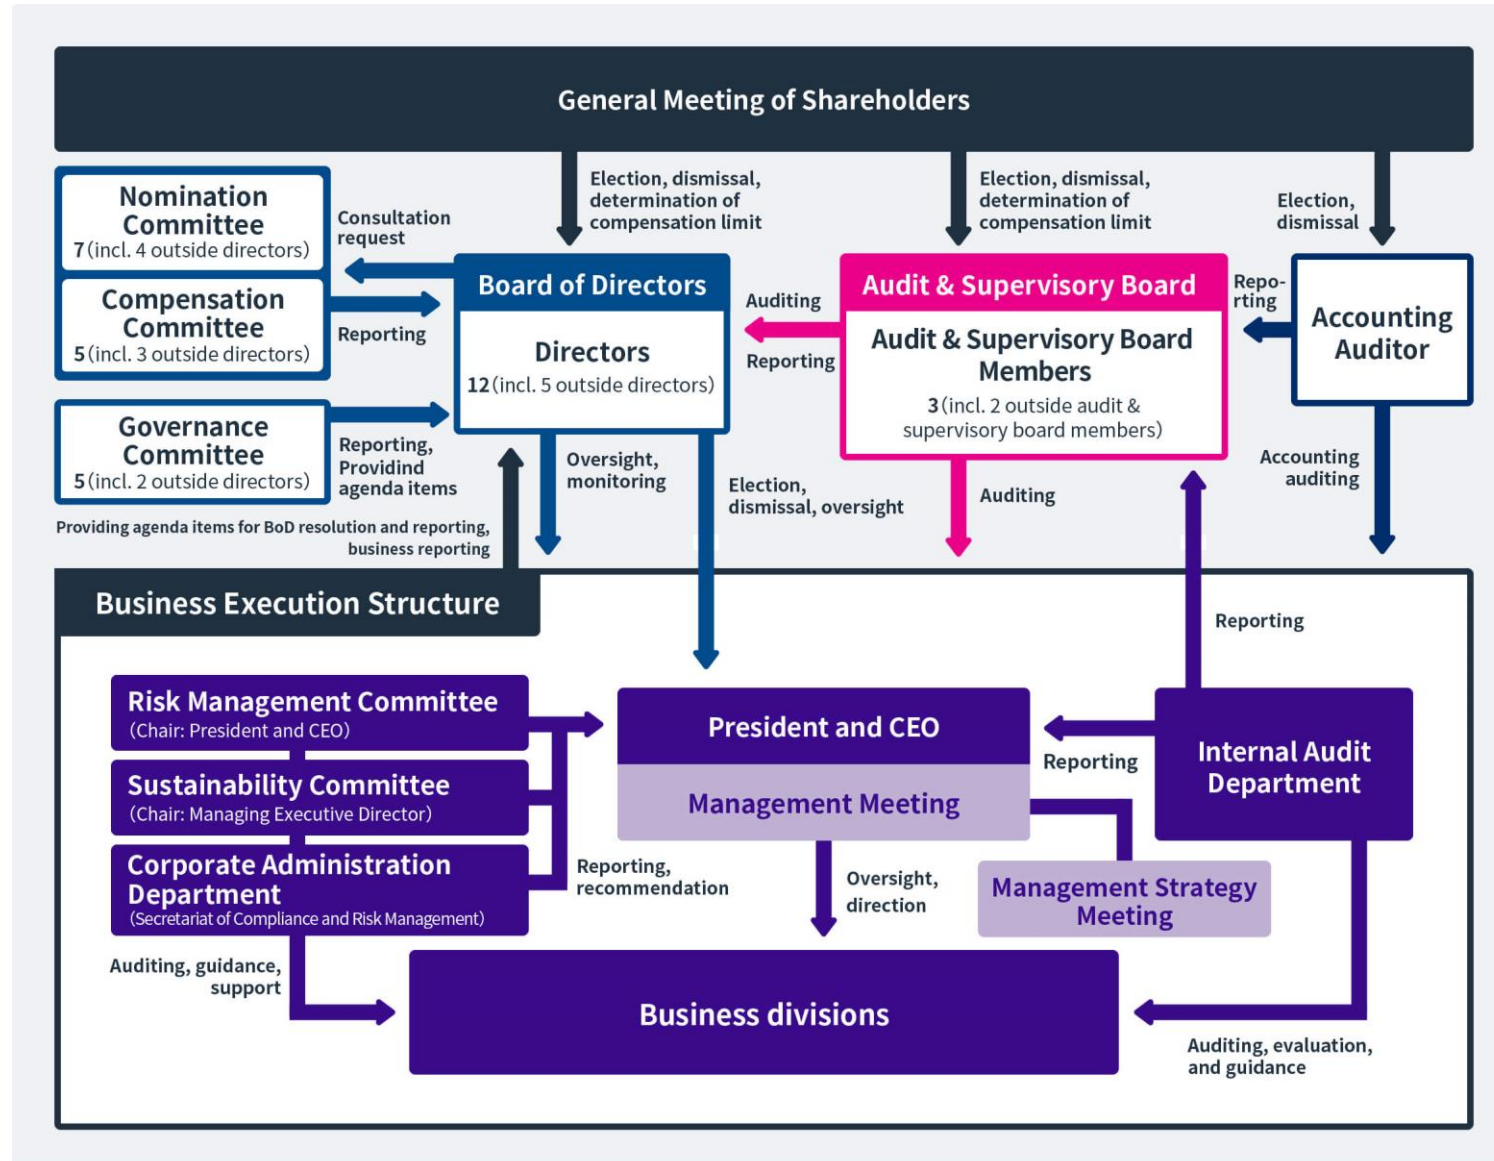 General Meeting of Shareholders
Election, dismissal,
determination of
compensation limit
Election, dismissal,
determination of
compensation limit
Election,
dismissal
Nomination
Committee
7(incl. 4 outside directors)
Compensation
Committee
5(incl. 3 outside directors)
Consultation
request
Reporting
Board of Directors
Directors
12(incl. 5 outside directors)
Auditing
Reporting
Audit & Supervisory Board
Audit & Supervisory Board
Members
3(incl. 2 outside audit &
supervisory board members)
Repo-
rting
Accounting
Auditor
Governance
Committee
5(incl. 2 outside directors)
Reporting,
Providind
agenda items
Oversight,
monitoring
Election,
dismissal, oversight
Auditing
Accounting
auditing
Providing agenda items for BoD resolution and reporting,
business reporting
Business Execution Structure
Reporting
Risk Management Committee
(Chair: President and CEO)
Sustainability Committee
(Chair: Managing Executive Director)
Corporate Administration
Department
(Secretariat of Compliance and Risk Management)
Reporting,
recommendation
President and CEO
Management Meeting
Reporting
Internal Audit
Department
Oversight,
direction
Management Strategy
Meeting
Auditing, guidance,
support
Business divisions
Auditing, evaluation,
and guidance